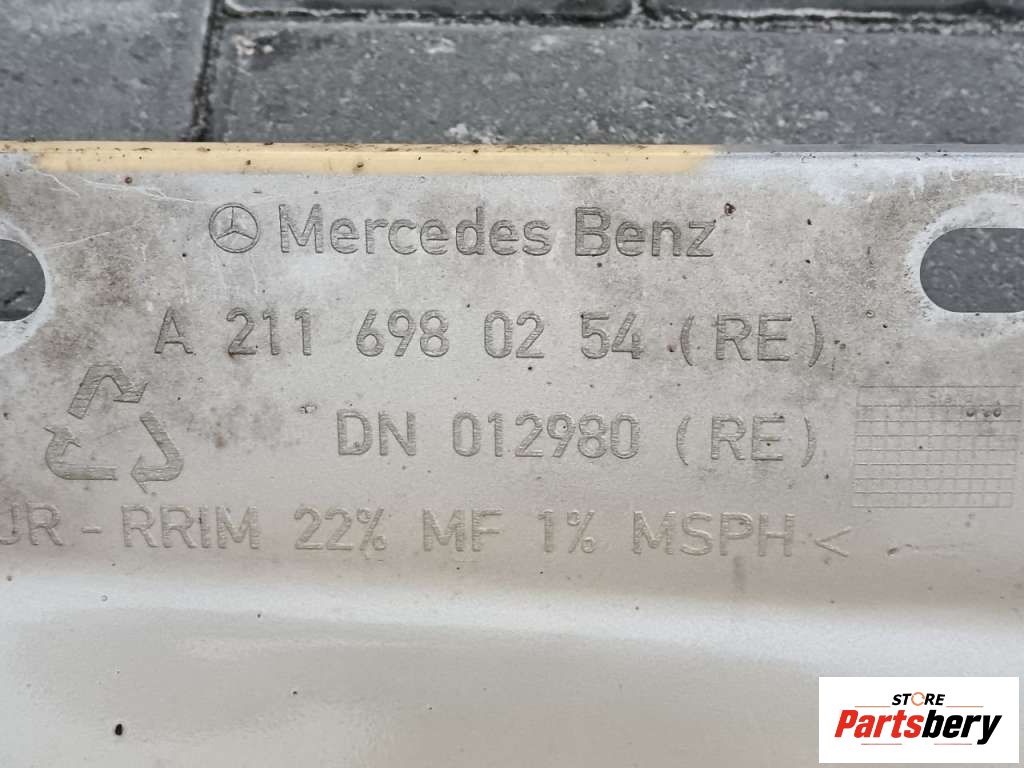 Mercedes Benz
A 211 698 02 54 (RE)
DN 012980 (RE)
UR - RRIM 22% MF 1% MSPH <
STORE
Partsbery